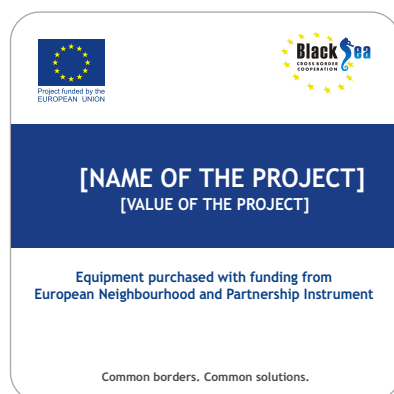 Project funded by the
EUROPEAN UNION
Black Sea
CROSS BORDER
COOPERATION
[NAME OF THE PROJECT]
[VALUE OF THE PROJECT]
Equipment purchased with funding from
European Neighbourhood and Partnership Instrument
Common borders. Common solutions.